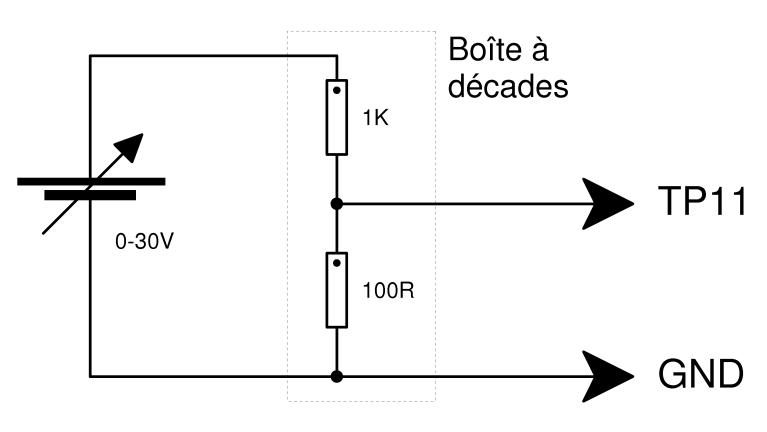 Boîte à
décades
1K
TP11
0-30V
100R
GND